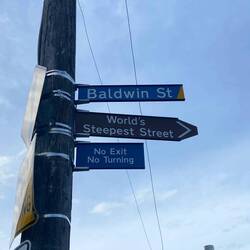 Baldwin St
World's
Steepest Street
No Exit
No Turning